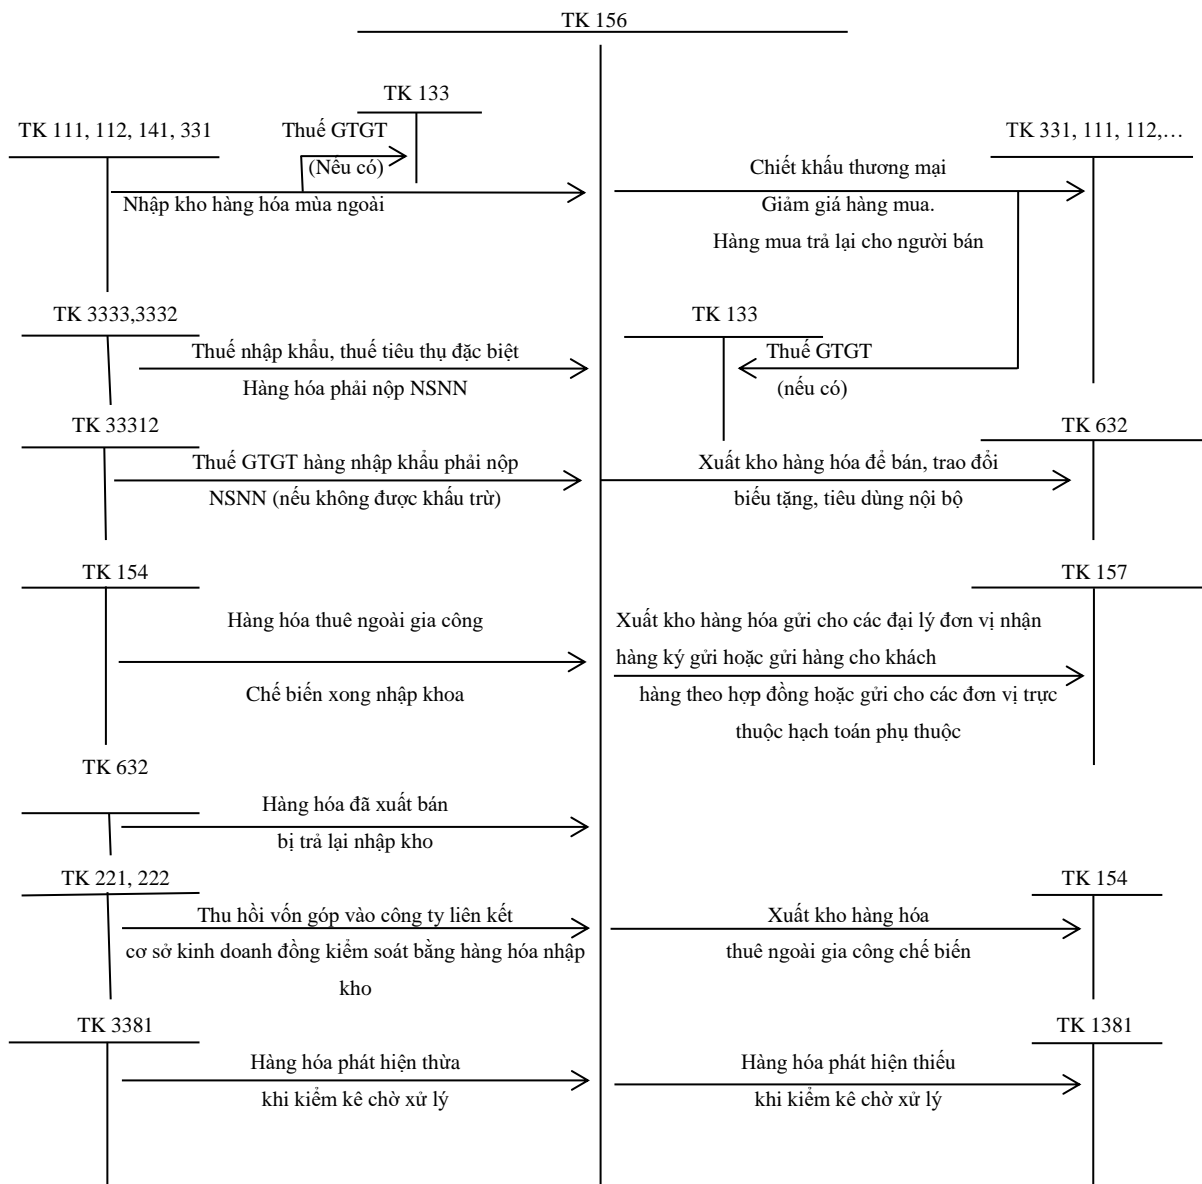 TK 156
TK 133
TK 111, 112, 141, 331
Thuế GTGT
(Nếu có)
Nhập kho hàng hóa mùa ngoài
TK 331, 111, 112,…
Chiết khấu thương mại
Giảm giá hàng mua.
Hàng mua trả lại cho người bán
TK 3333,3332
Thuế nhập khẩu, thuế tiêu thụ đặc biệt
Hàng hóa phải nộp NSNN
TK 133
Thuế GTGT
(nếu có)
TK 33312
Thuế GTGT hàng nhập khẩu phải nộp
NSNN (nếu không được khấu trừ)
TK 632
Xuất kho hàng hóa để bán, trao đổi
biếu tặng, tiêu dùng nội bộ
TK 154
Hàng hóa thuê ngoài gia công
Chế biến xong nhập khoa
TK 157
Xuất kho hàng hóa gửi cho các đại lý đơn vị nhận
hàng ký gửi hoặc gửi hàng cho khách
hàng theo hợp đồng hoặc gửi cho các đơn vị trực
thuộc hạch toán phụ thuộc
TK 632
Hàng hóa đã xuất bán
bị trả lại nhập kho
TK 221, 222
Thu hồi vốn góp vào công ty liên kết
cơ sở kinh doanh đồng kiểm soát bằng hàng hóa nhập
kho
TK 154
Xuất kho hàng hóa
thuê ngoài gia công chế biến
TK 3381
Hàng hóa phát hiện thừa
khi kiểm kê chờ xử lý
TK 1381
Hàng hóa phát hiện thiếu
khi kiểm kê chờ xử lý